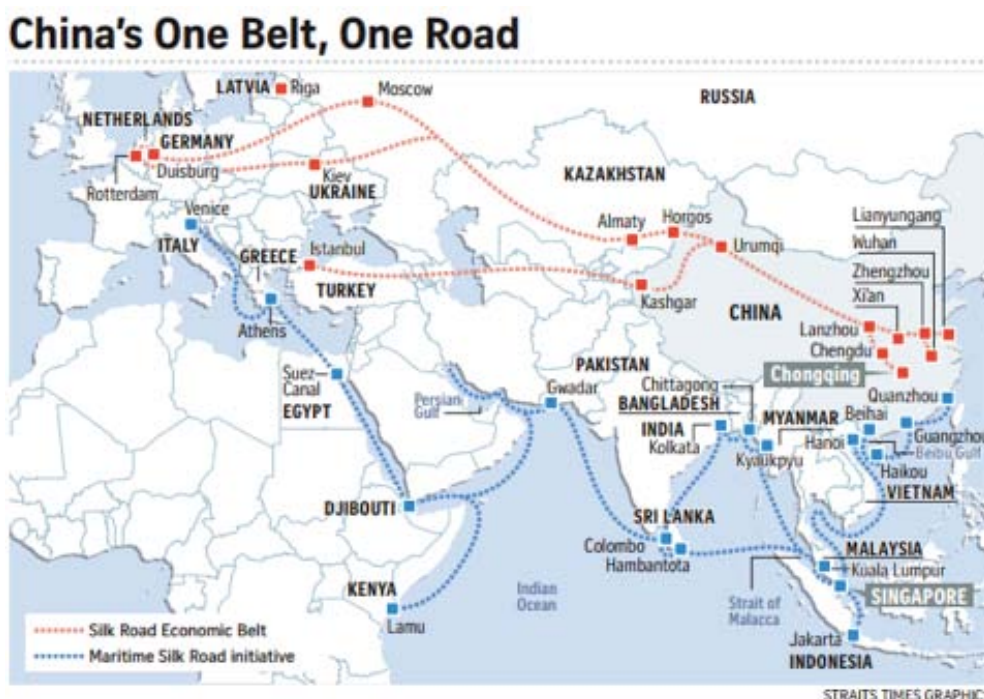 China's One Belt, One Road
LATVIA
Riga
Moscow
RUSSIA
NETHERLANDS
GERMANY
Duisburg
Rotterdam
Kiev
UKRAINE
KAZAKHSTAN
Venice
ITALY
GREECE
Istanbul
TURKEY
Athens
Almaty
Horgos
Urumqi
Kashgar
Lianyungang
Wuhan
Zhengzhou
Xi'an
CHINA
Lanzhou
Chengdu
Chongqing
Quanzhou
Suez
Canal
EGYPT
Persian
Gulf
PAKISTAN
Gwadar
Chittagong
BANGLADESH
INDIA
Kolkata
MYANMAR
Kyaukpyu
Beihai
Hanoi
Guangzhou
Beibu Gulf
Haikou
VIETNAM
DJIBOUTI
SRI LANKA
Colombo
Hambantota
MALAYSIA
Kuala Lumpur
SINGAPORE
KENYA
Lamu
Indian
Ocean
Strait of
Malacca
Jakarta
INDONESIA
Silk Road Economic Belt
Maritime Silk Road initiative
STRAITS TIMES GRAPHIC